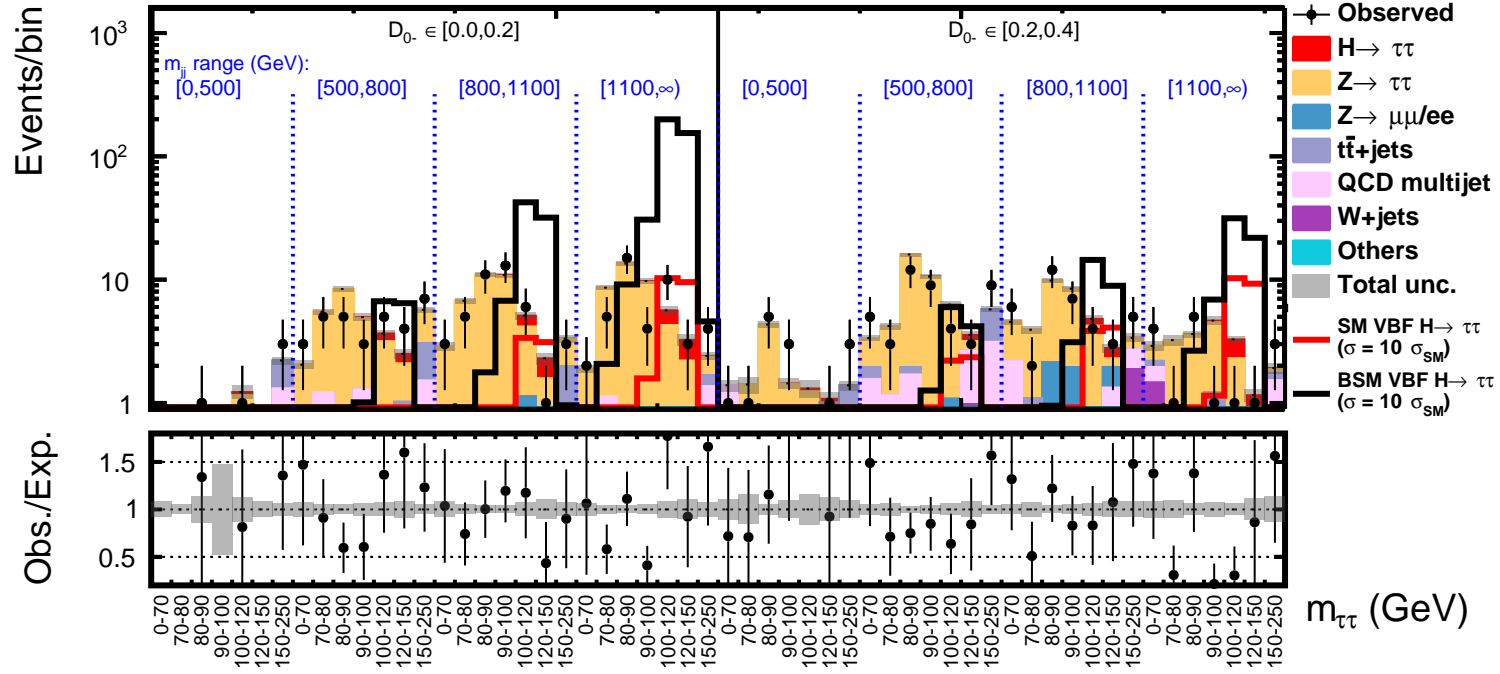 Events/bin
10³
10²
10
1
D₀₋ ∈ [0.0,0.2]
D₀₋ ∈ [0.2,0.4]
mⱼⱼ range (GeV):
[0,500] [500,800] [800,1100] [1100,∞) [0,500] [500,800] [800,1100] [1100,∞)
Observed
H→ ττ
Z→ ττ
Z→ μμ/ee
tt̄+jets
QCD multijet
W+jets
Others
Total unc.
SM VBF H→ ττ
(σ = 10 σ_SM)
BSM VBF H→ ττ
(σ = 10 σ_SM)
Obs./Exp.
1.5
1
0.5
0-70 70-80 80-90 90-100 100-120 120-150 150-250 0-70 70-80 80-90 90-100 100-120 120-150 150-250 0-70 70-80 80-90 90-100 100-120 120-150 150-250 0-70 70-80 80-90 90-100 100-120 120-150 150-250 0-70 70-80 80-90 90-100 100-120 120-150 150-250 0-70 70-80 80-90 90-100 100-120 120-150 150-250 0-70 70-80 80-90 90-100 100-120 120-150 150-250 0-70 70-80 80-90 90-100 100-120 120-150 150-250
m_ττ (GeV)